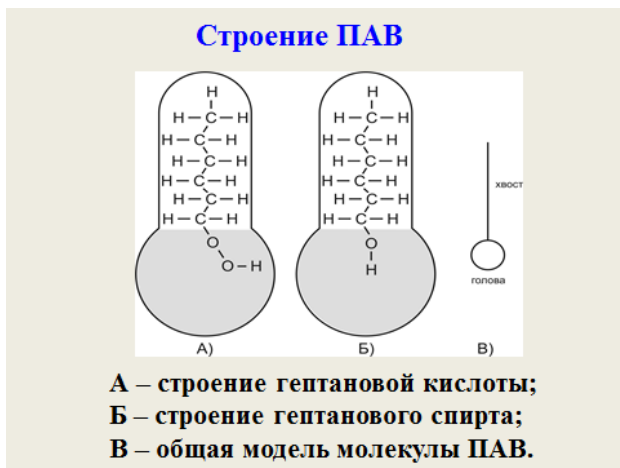 Строение ПАВ
H H
H–C–H H–C–H
H–C–H H–C–H
H–C–H H–C–H
хвост
H–C–H H–C–H
H–C–H H–C–H
H–C–H H–C–H
O O
O–H H
голова
А) Б) В)
А – строение гептановой кислоты;
Б – строение гептанового спирта;
В – общая модель молекулы ПАВ.